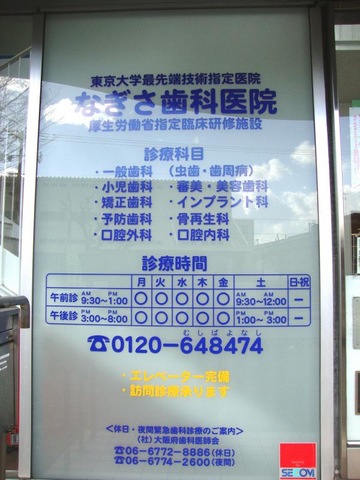 東京大学最先端技術指定医院
なぎさ歯科医院
厚生労働省指定臨床研修施設
診療科目
・一般歯科 (虫歯・歯周病)
・小児歯科 ・審美・美容歯科
・矯正歯科 ・インプラント科
・予防歯科 ・骨再生科
・口腔外科 ・口腔内科
診療時間
月 火 水 木 金 土 日・祝
午前診 AM 9:30〜PM 1:00 ○ ○ ○ ○ ○ AM 9:30〜PM 12:00 ー
午後診 PM 3:00〜PM 8:00 ○ ○ ○ ○ ○ PM 1:00〜PM 3:00 ー
むしばよなし
☎0120-648474
・エレベーター完備
・訪問診療承ります
<休日・夜間緊急歯科診療のご案内>
(社)大阪府歯科医師会
☎06-6772-8886(休日)
☎06-6774-2600(夜間)
SECOM